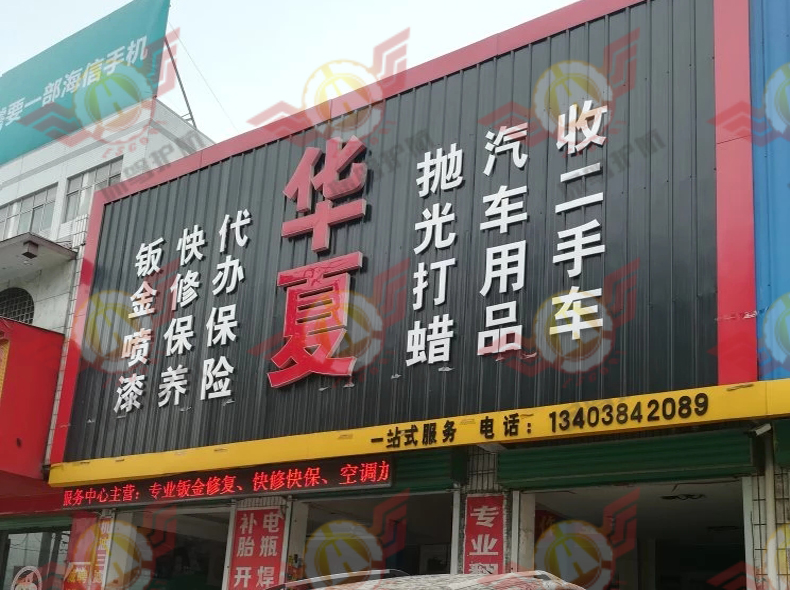 需要一部海信手机
华夏
钣金喷漆
快修保养
代办保险
抛光打蜡
汽车用品
收二手车
一站式服务 电话：13403842089
服务中心主营：专业钣金修复、快修快保、空调加
补胎开
电瓶焊
专业翻